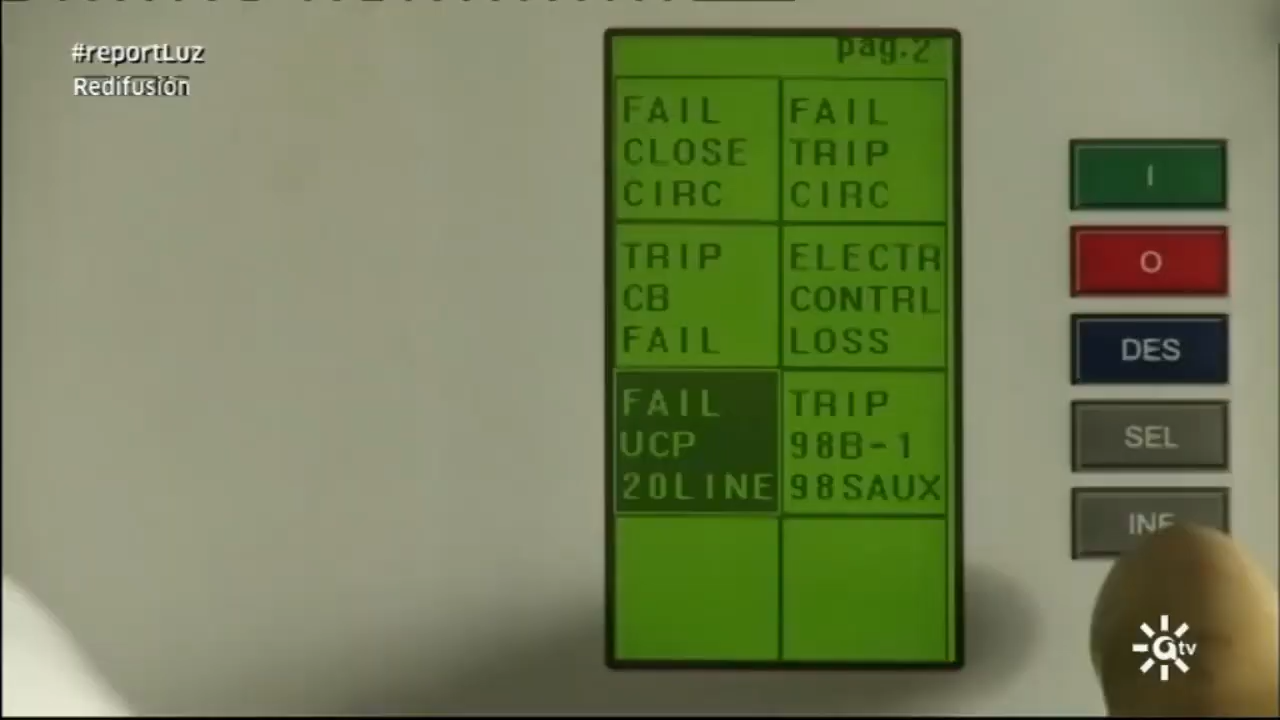 #reportLuz
Redifusión
pag.2
FAIL
CLOSE
CIRC
FAIL
TRIP
CIRC
TRIP
CB
FAIL
ELECTR
CONTRL
LOSS
FAIL
UCP
20LINE
TRIP
98B-1
98SAUX
I
O
DES
SEL
INF
tv